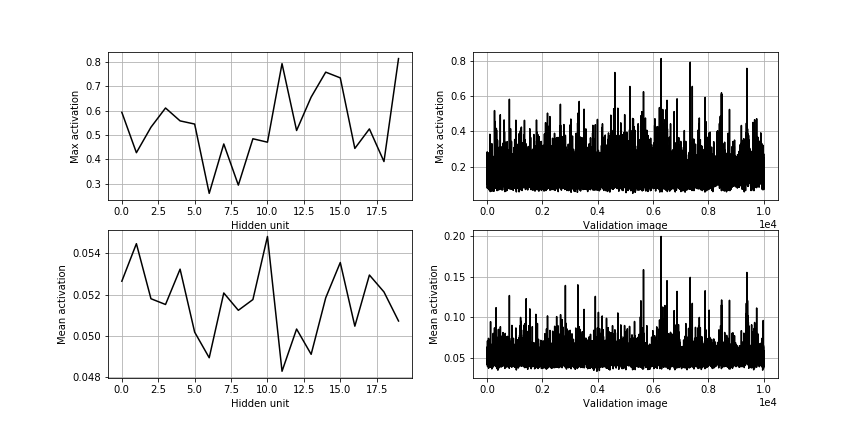 0.8
0.7
0.6
0.5
0.4
0.3
Max activation
0.0 2.5 5.0 7.5 10.0 12.5 15.0 17.5
Hidden unit
0.8
0.6
0.4
0.2
Max activation
0.0 0.2 0.4 0.6 0.8 1.0
1e4
Validation image
0.054
0.052
0.050
0.048
Mean activation
0.0 2.5 5.0 7.5 10.0 12.5 15.0 17.5
Hidden unit
0.20
0.15
0.10
0.05
Mean activation
0.0 0.2 0.4 0.6 0.8 1.0
1e4
Validation image